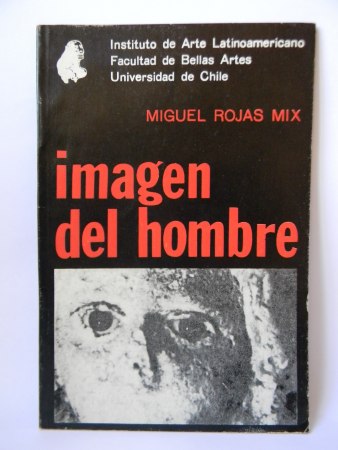 Instituto de Arte Latinoamericano
Facultad de Bellas Artes
Universidad de Chile
MIGUEL ROJAS MIX
imagen
del hombre